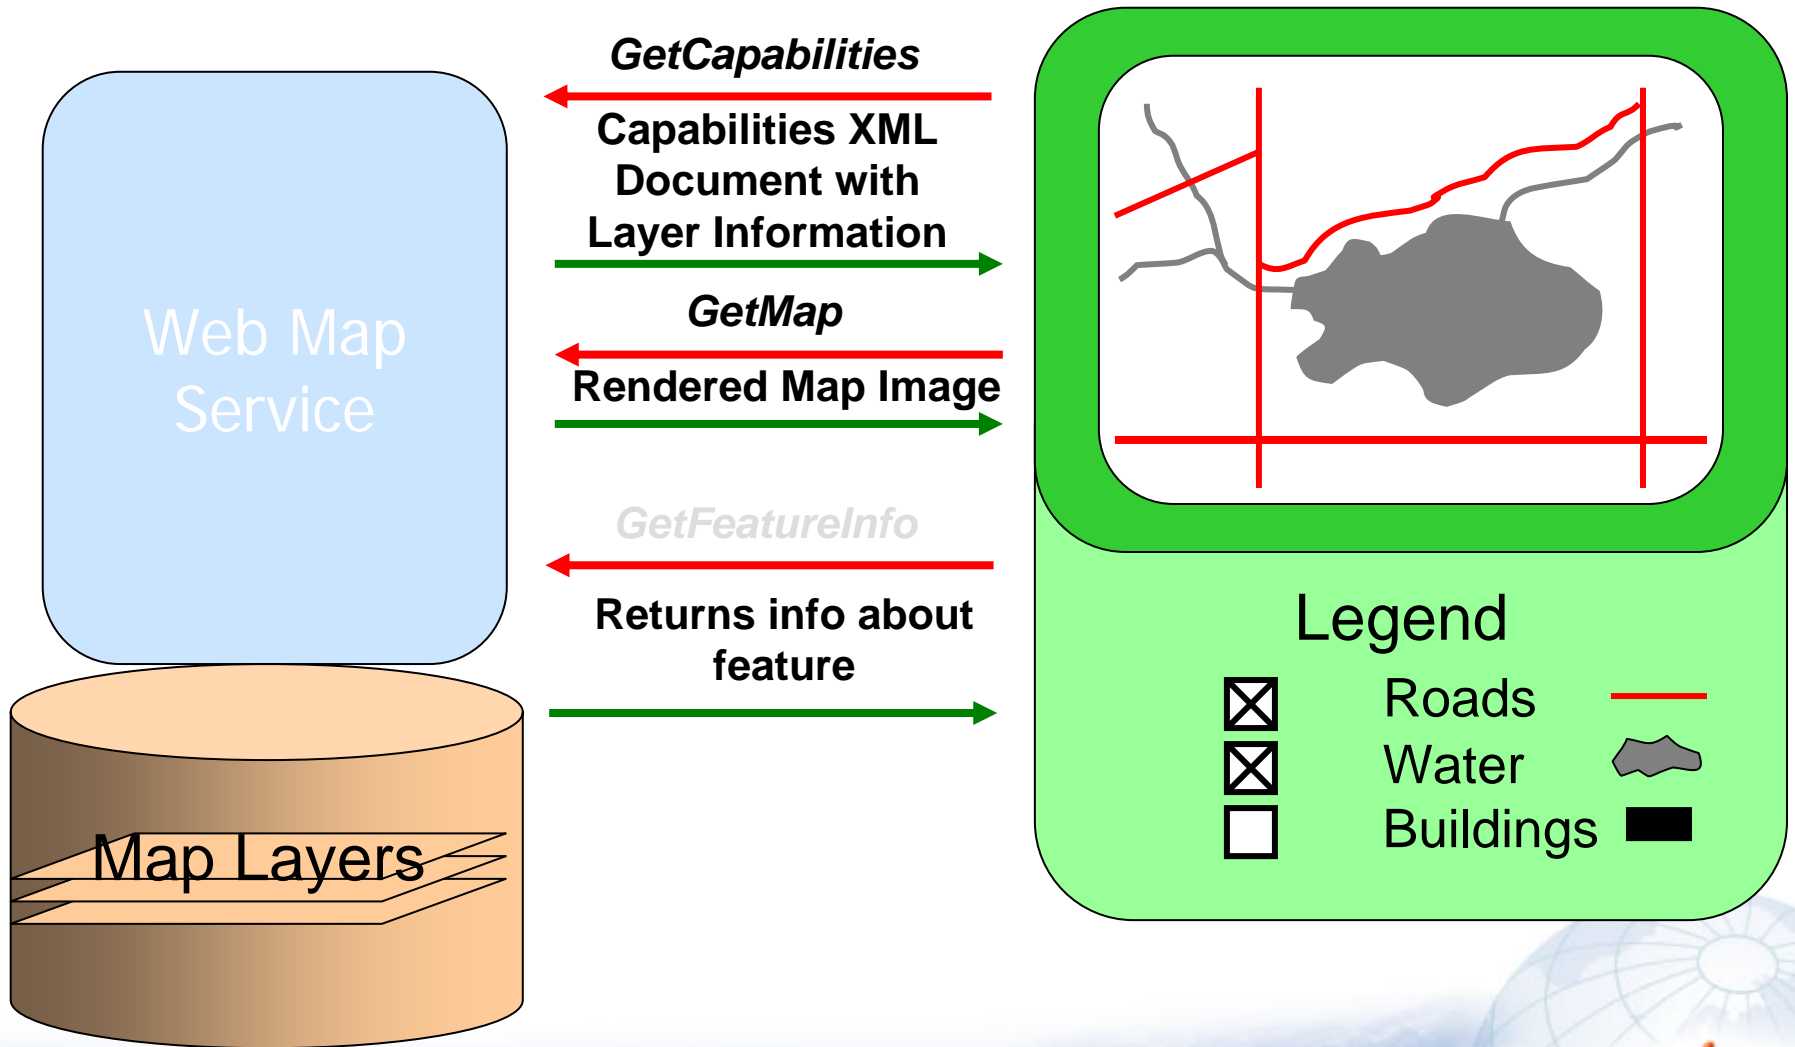 GetCapabilities
Capabilities XML
Document with
Layer Information
GetMap
Rendered Map Image
GetFeatureInfo
Returns info about
feature
Web Map
Service
Map Layers
Legend
Roads
Water
Buildings